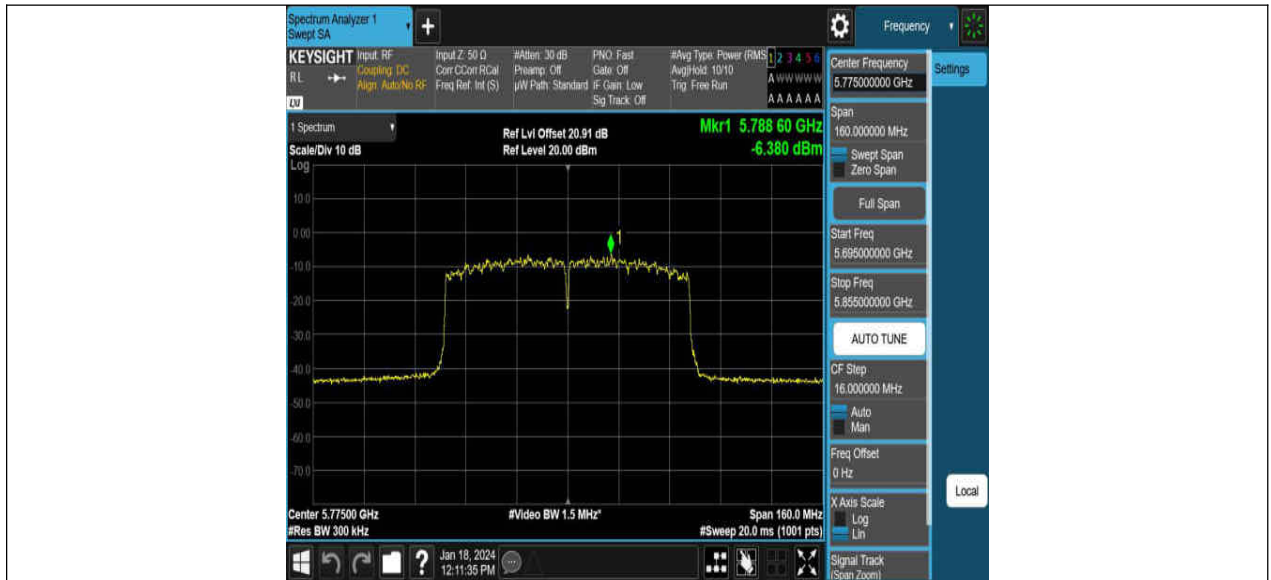 Spectrum Analyzer 1
Swept SA
+
Frequency
KEYSIGHT
RL
LXI
Input: RF
Coupling: DC
Align: Auto/No RF
Input Z: 50 Ω
Corr CCorr RCal
Freq Ref: Int (S)
#Atten: 30 dB
Preamp: Off
µW Path: Standard
PNO: Fast
Gate: Off
IF Gain: Low
Sig Track: Off
#Avg Type: Power (RMS
Avg|Hold: 10/10
Trig: Free Run
1 2 3 4 5 6
A W W W W W
A A A A A A
Center Frequency
5.775000000 GHz
Settings
1 Spectrum
Scale/Div 10 dB
Log
Ref Lvl Offset 20.91 dB
Ref Level 20.00 dBm
Mkr1 5.788 60 GHz
-6.380 dBm
10.0
0.00
-10.0
-20.0
-30.0
-40.0
-50.0
-60.0
-70.0
1
Center 5.77500 GHz
#Res BW 300 kHz
#Video BW 1.5 MHz*
Span 160.0 MHz
#Sweep 20.0 ms (1001 pts)
Span
160.000000 MHz
Swept Span
Zero Span
Full Span
Start Freq
5.695000000 GHz
Stop Freq
5.855000000 GHz
AUTO TUNE
CF Step
16.000000 MHz
Auto
Man
Freq Offset
0 Hz
X Axis Scale
Log
Lin
Local
Signal Track
(Span Zoom)
?
Jan 18, 2024
12:11:35 PM